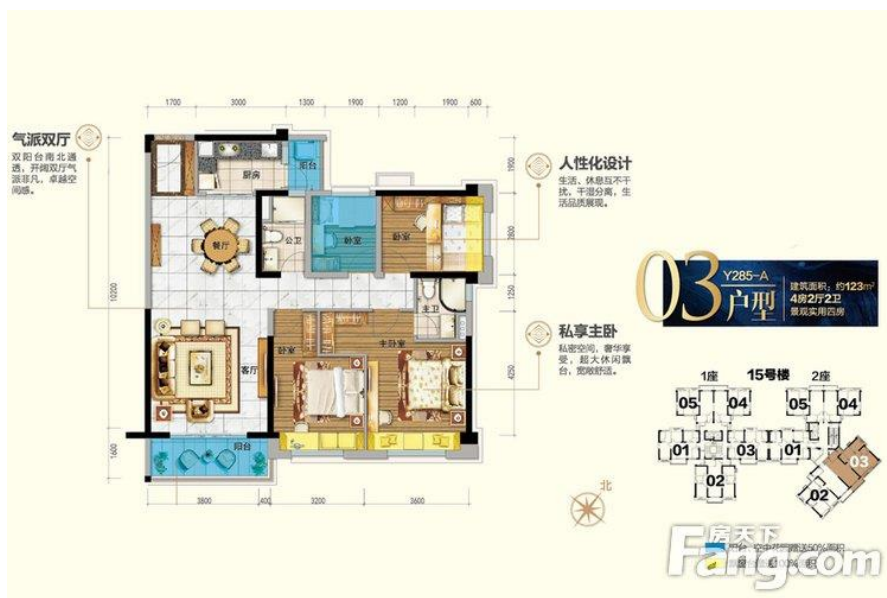 1700 3000 1300 1900 1200 1900 600
气派双厅
双阳台南北通
透，开阔双厅气
派非凡，卓越空
间感。
厨房
阳台
人性化设计
生活、休息互不干
扰，干湿分离，生
活品质展现。
1900
餐厅
公卫
卧室
卧室
2800
10200
1250
主卫
卧室
主卧室
客厅
4250
私享主卧
私密空间，奢华享
受，超大休闲飘
台，宽敞舒适。
1600
阳台
3800 400 3200 3600
北
03
户型
Y285-A
建筑面积：约123m²
4房2厅2卫
景观实用四房
1座 15号楼 2座
05 04 05 04
01 03 01 03
02 02
房天下
Fang.com